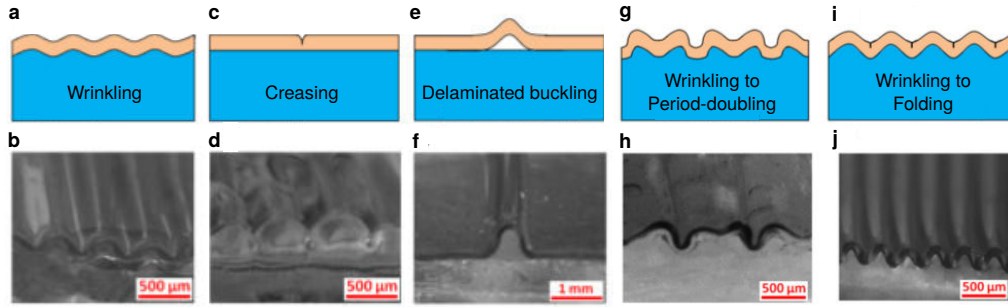 a
c
e
g
i
Wrinkling
Creasing
Delaminated buckling
Wrinkling to
Period-doubling
Wrinkling to
Folding
b
d
f
h
j
500 µm
500 µm
1 mm
500 µm
500 µm